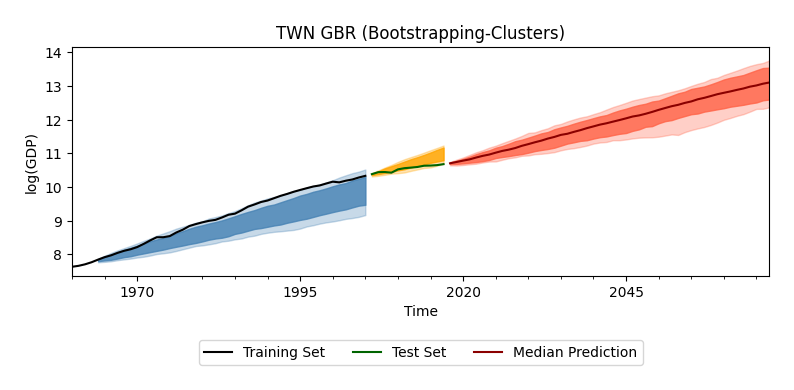 TWN GBR (Bootstrapping-Clusters)
14
13
12
11
10
9
8
log(GDP)
1970 1995 2020 2045
Time
Training Set Test Set Median Prediction